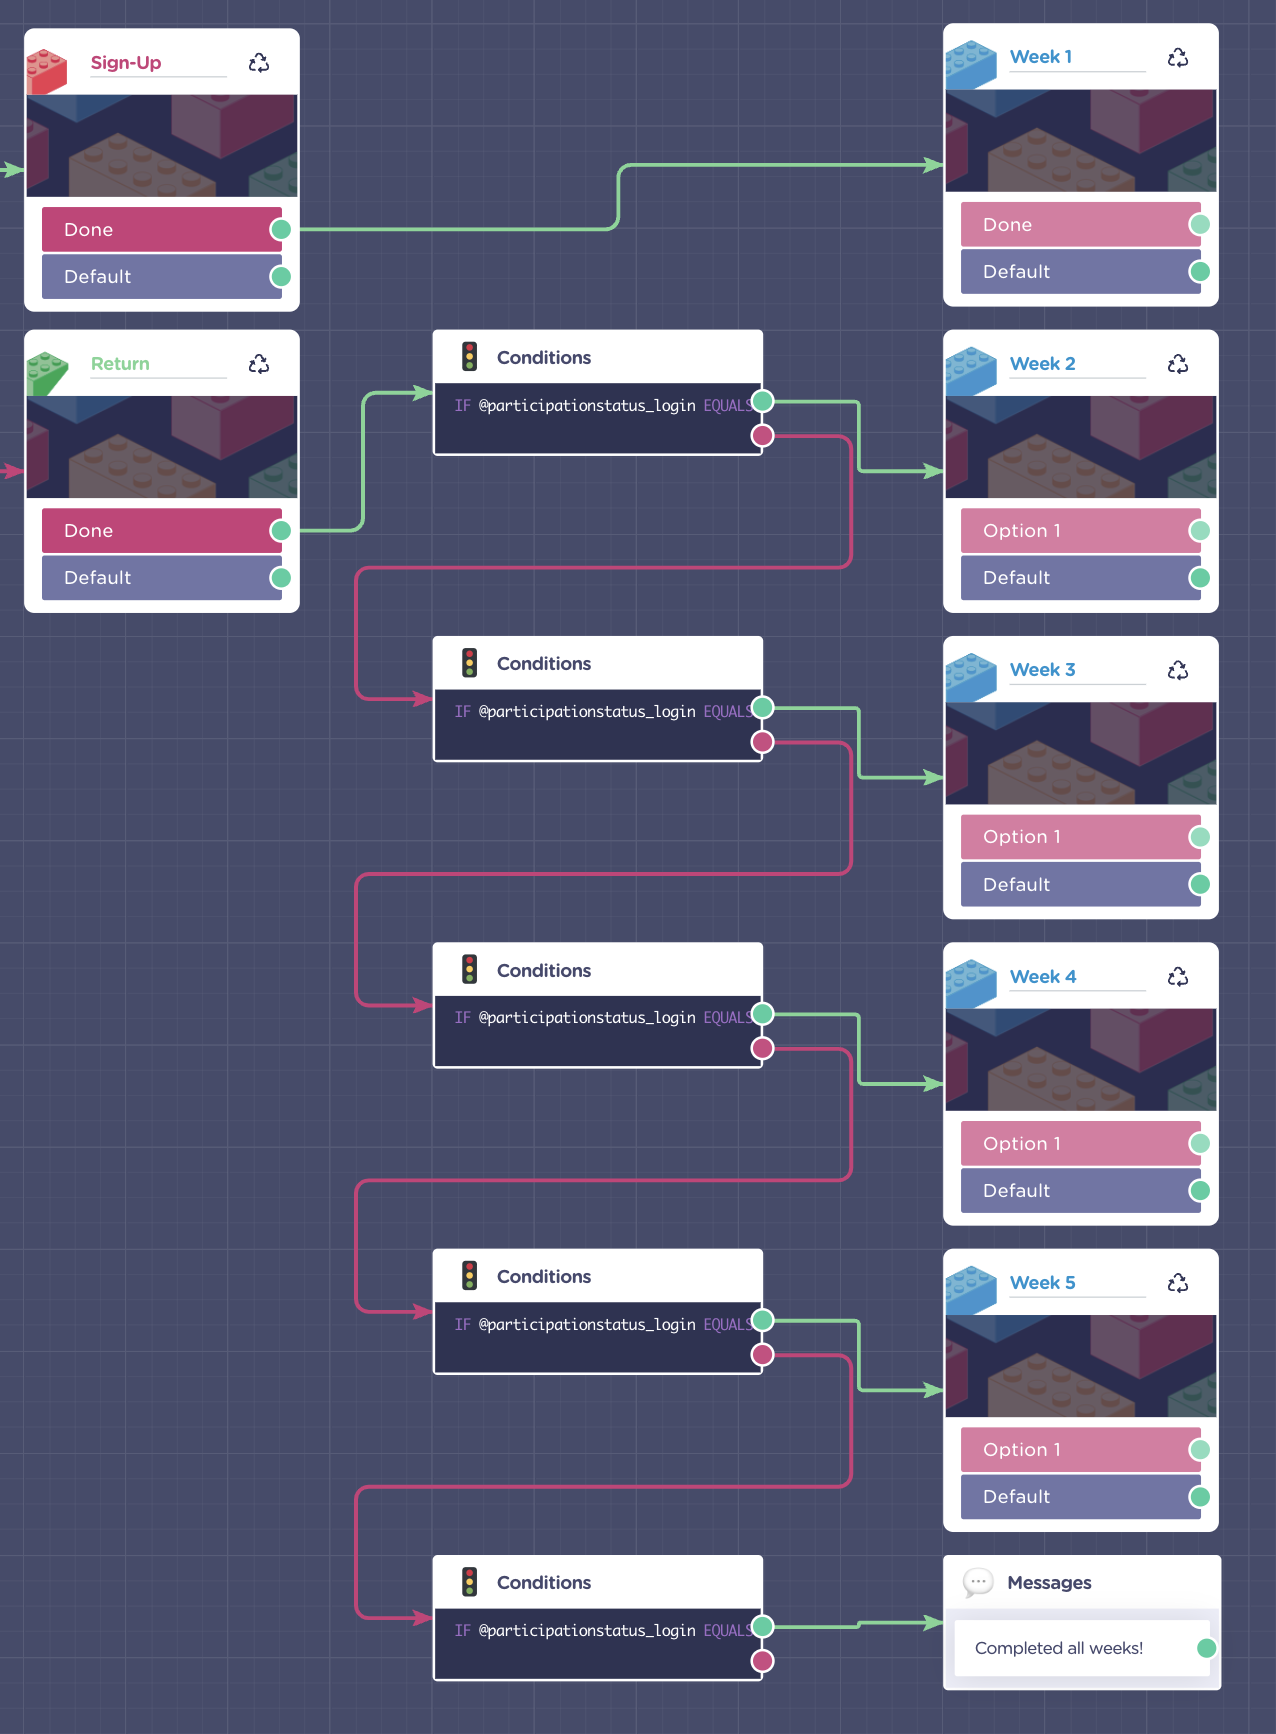 Sign-Up
Done
Default
Week 1
Done
Default
Return
Done
Default
Conditions
IF @participationstatus_login EQUALS
Week 2
Option 1
Default
Conditions
IF @participationstatus_login EQUALS
Week 3
Option 1
Default
Conditions
IF @participationstatus_login EQUALS
Week 4
Option 1
Default
Conditions
IF @participationstatus_login EQUALS
Week 5
Option 1
Default
Conditions
IF @participationstatus_login EQUALS
Messages
Completed all weeks!